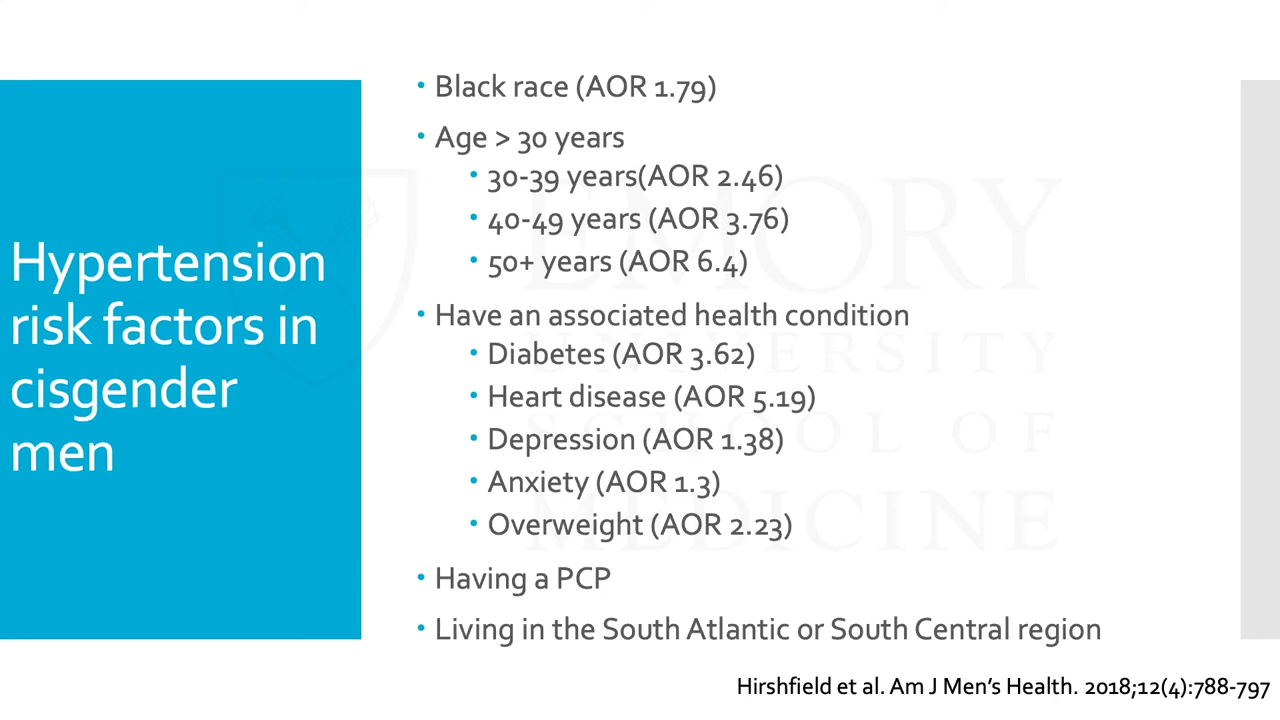 Hypertension
risk factors in
cisgender
men
• Black race (AOR 1.79)
• Age > 30 years
• 30-39 years(AOR 2.46)
• 40-49 years (AOR 3.76)
• 50+ years (AOR 6.4)
• Have an associated health condition
• Diabetes (AOR 3.62)
• Heart disease (AOR 5.19)
• Depression (AOR 1.38)
• Anxiety (AOR 1.3)
• Overweight (AOR 2.23)
• Having a PCP
• Living in the South Atlantic or South Central region
Hirshfield et al. Am J Men's Health. 2018;12(4):788-797
EMORY
UNIVERSITY
SCHOOL OF
MEDICINE